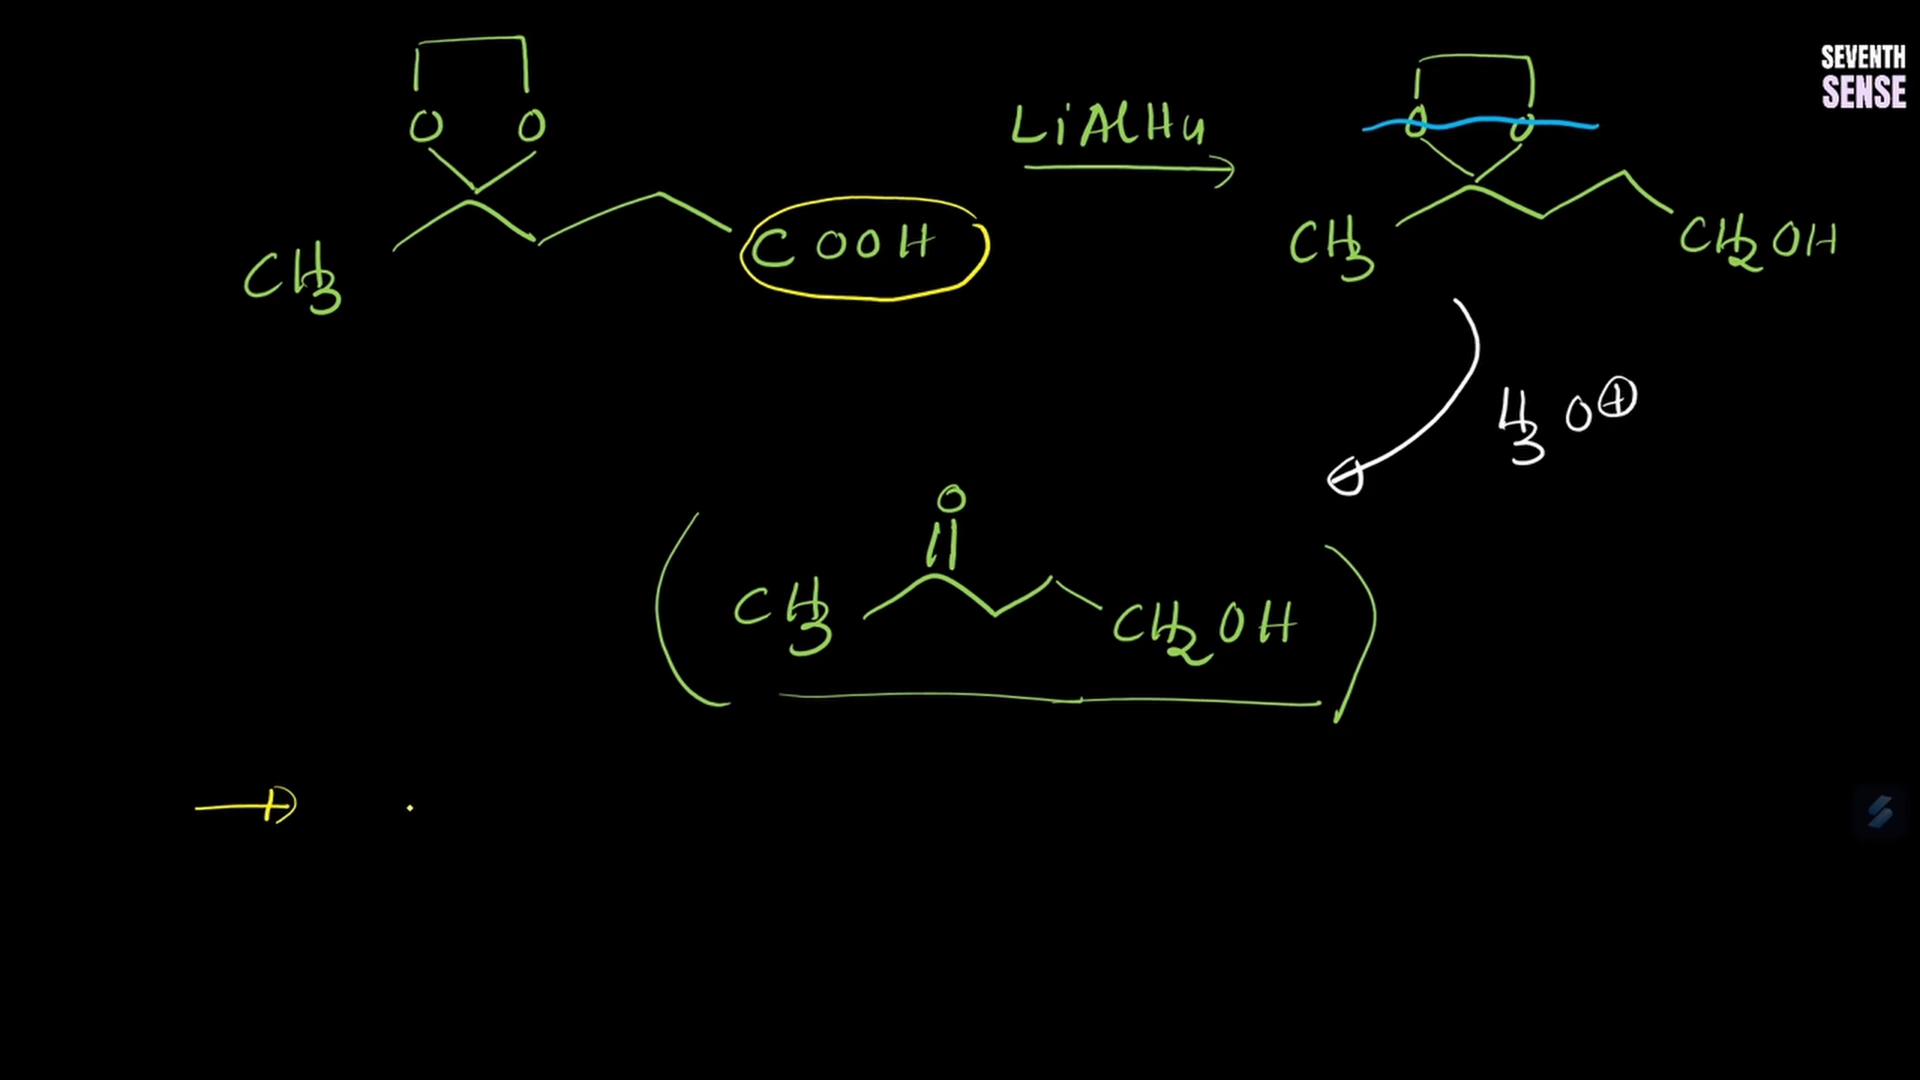 O O
CH3 COOH
LiAlH4
O O
CH3 CH2OH
H3O⊕
O
CH3 CH2OH
SEVENTH
SENSE